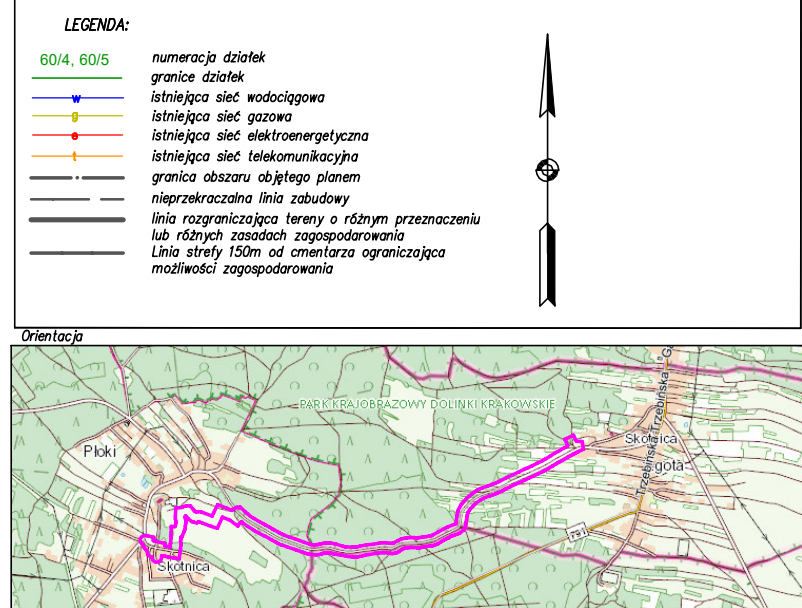 LEGENDA:
60/4, 60/5
numeracja działek
granice działek
w
istniejąca sieć wodociągowa
g
istniejąca sieć gazowa
e
istniejąca sieć elektroenergetyczna
t
istniejąca sieć telekomunikacyjna
granica obszaru objętego planem
nieprzekraczalna linia zabudowy
linia rozgraniczająca tereny o różnym przeznaczeniu
lub różnych zasadach zagospodarowania
Linia strefy 150m od cmentarza ograniczająca
możliwości zagospodarowania
Orientacja
PARK KRAJOBRAZOWY DOLINKI KRAKOWSKIE
Płoki
Skotnica
Trzebińska
Trzebińska
Skotnica
791